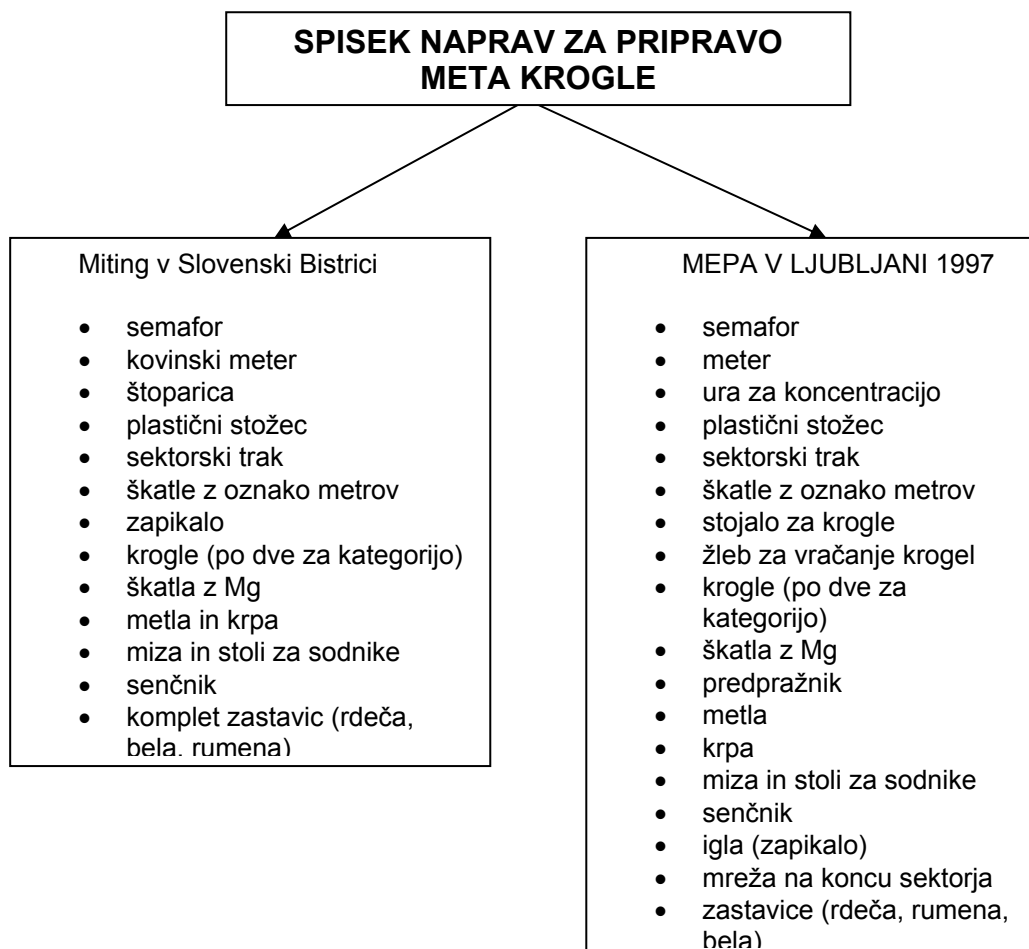 SPISEK NAPRAV ZA PRIPRAVO
META KROGLE
Miting v Slovenski Bistrici
• semafor
• kovinski meter
• štoparica
• plastični stožec
• sektorski trak
• škatle z oznako metrov
• zapikalo
• krogle (po dve za kategorijo)
• škatla z Mg
• metla in krpa
• miza in stoli za sodnike
• senčnik
• komplet zastavic (rdeča,
bela, rumena)
MEPA V LJUBLJANI 1997
• semafor
• meter
• ura za koncentracijo
• plastični stožec
• sektorski trak
• škatle z oznako metrov
• stojalo za krogle
• žleb za vračanje krogel
• krogle (po dve za
kategorijo)
• škatla z Mg
• predpražnik
• metla
• krpa
• miza in stoli za sodnike
• senčnik
• igla (zapikalo)
• mreža na koncu sektorja
• zastavice (rdeča, rumena,
bela)